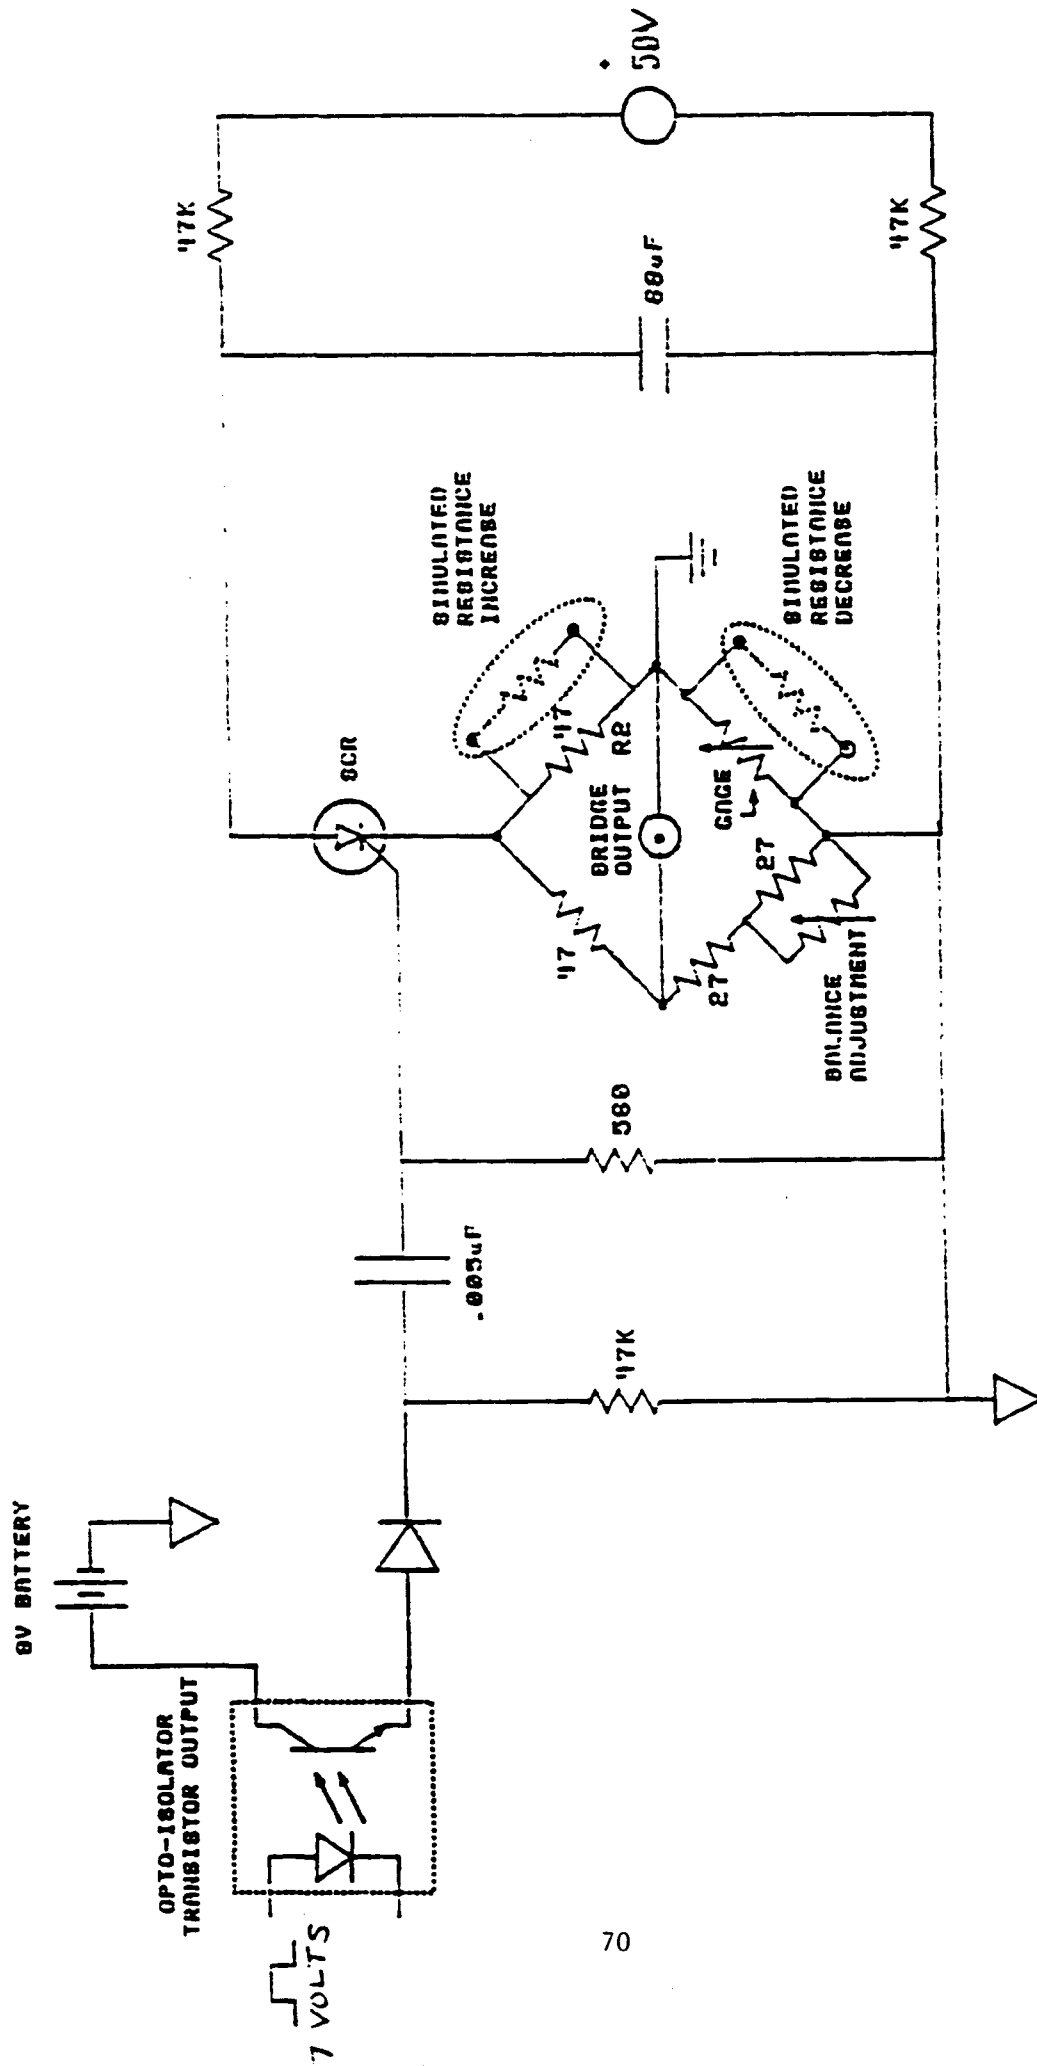 7 VOLTS
OPTO-ISOLATOR
TRANSISTOR OUTPUT
9V BATTERY
47K
.005uF
560
SCR
47
27
27
BALANCE
ADJUSTMENT
BRIDGE
OUTPUT
47
R2
GAGE
SIMULATED
RESISTANCE
INCREASE
SIMULATED
RESISTANCE
DECREASE
47K
80uF
47K
+
50V
70